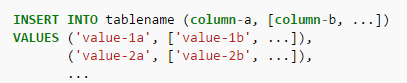 INSERT INTO tablename (column-a, [column-b, ...])
VALUES ('value-1a', ['value-1b', ...]),
('value-2a', ['value-2b', ...]),
...